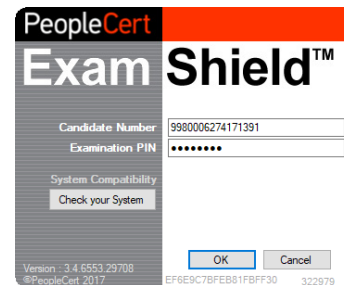 PeopleCert
Exam Shield™
Candidate Number 9980006274171391
Examination PIN ••••••••
System Compatibility
Check your System
OK Cancel
Version : 3.4.6553.29708
©PeopleCert 2017 EF6E9C7BFEB81FBFF30 322979